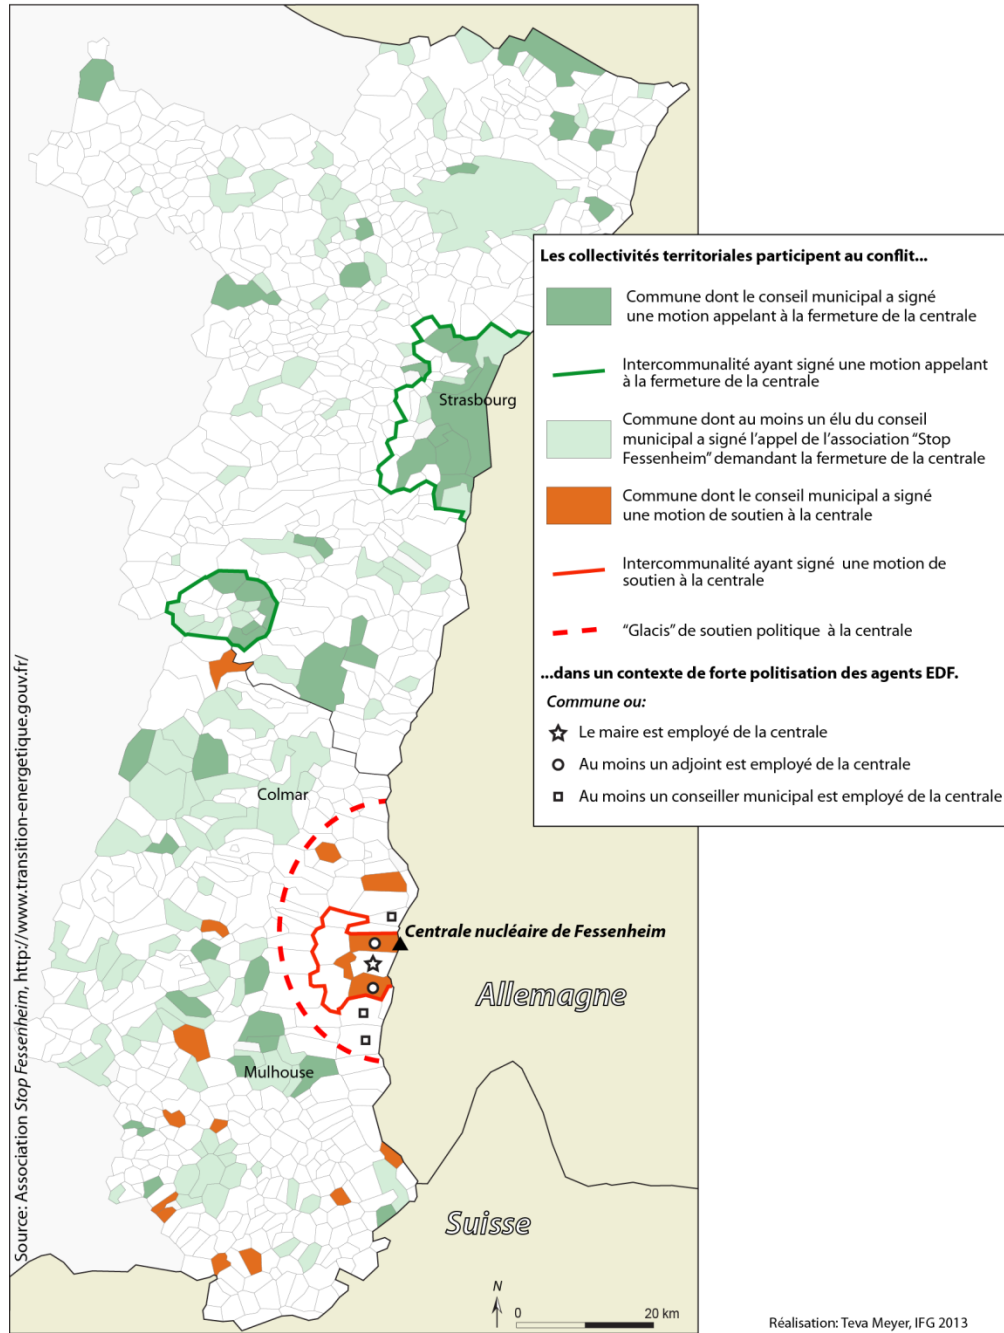 Les collectivités territoriales participent au conflit...
Commune dont le conseil municipal a signé
une motion appelant à la fermeture de la centrale
Intercommunalité ayant signé une motion appelant
à la fermeture de la centrale
Commune dont au moins un élu du conseil
municipal a signé l'appel de l'association "Stop
Fessenheim" demandant la fermeture de la centrale
Commune dont le conseil municipal a signé
une motion de soutien à la centrale
Intercommunalité ayant signé une motion de
soutien à la centrale
"Glacis" de soutien politique à la centrale
...dans un contexte de forte politisation des agents EDF.
Commune ou:
Le maire est employé de la centrale
Au moins un adjoint est employé de la centrale
Au moins un conseiller municipal est employé de la centrale
Strasbourg
Colmar
Centrale nucléaire de Fessenheim
Allemagne
Mulhouse
Suisse
N
0 20 km
Source: Association Stop Fessenheim, http://www.transition-energetique.gouv.fr/
Réalisation: Teva Meyer, IFG 2013